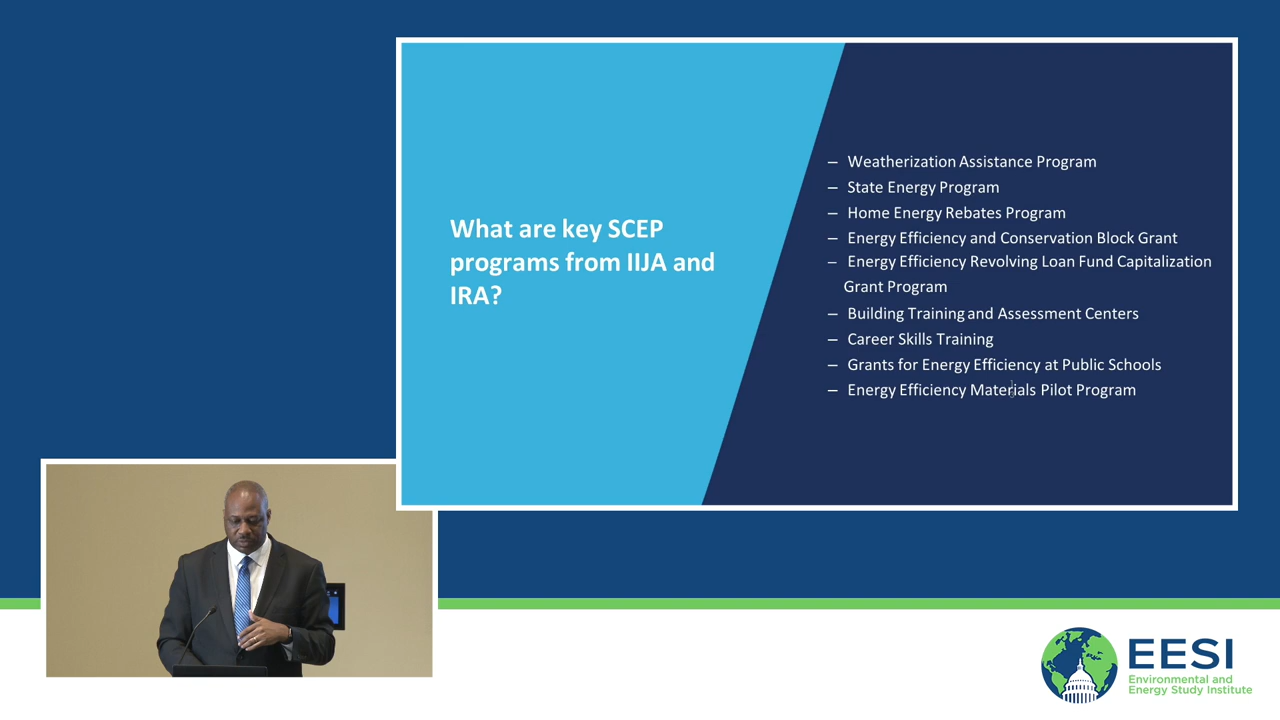 What are key SCEP
programs from IIJA and
IRA?
– Weatherization Assistance Program
– State Energy Program
– Home Energy Rebates Program
– Energy Efficiency and Conservation Block Grant
– Energy Efficiency Revolving Loan Fund Capitalization
Grant Program
– Building Training and Assessment Centers
– Career Skills Training
– Grants for Energy Efficiency at Public Schools
– Energy Efficiency Materials Pilot Program
EESI
Environmental and
Energy Study Institute